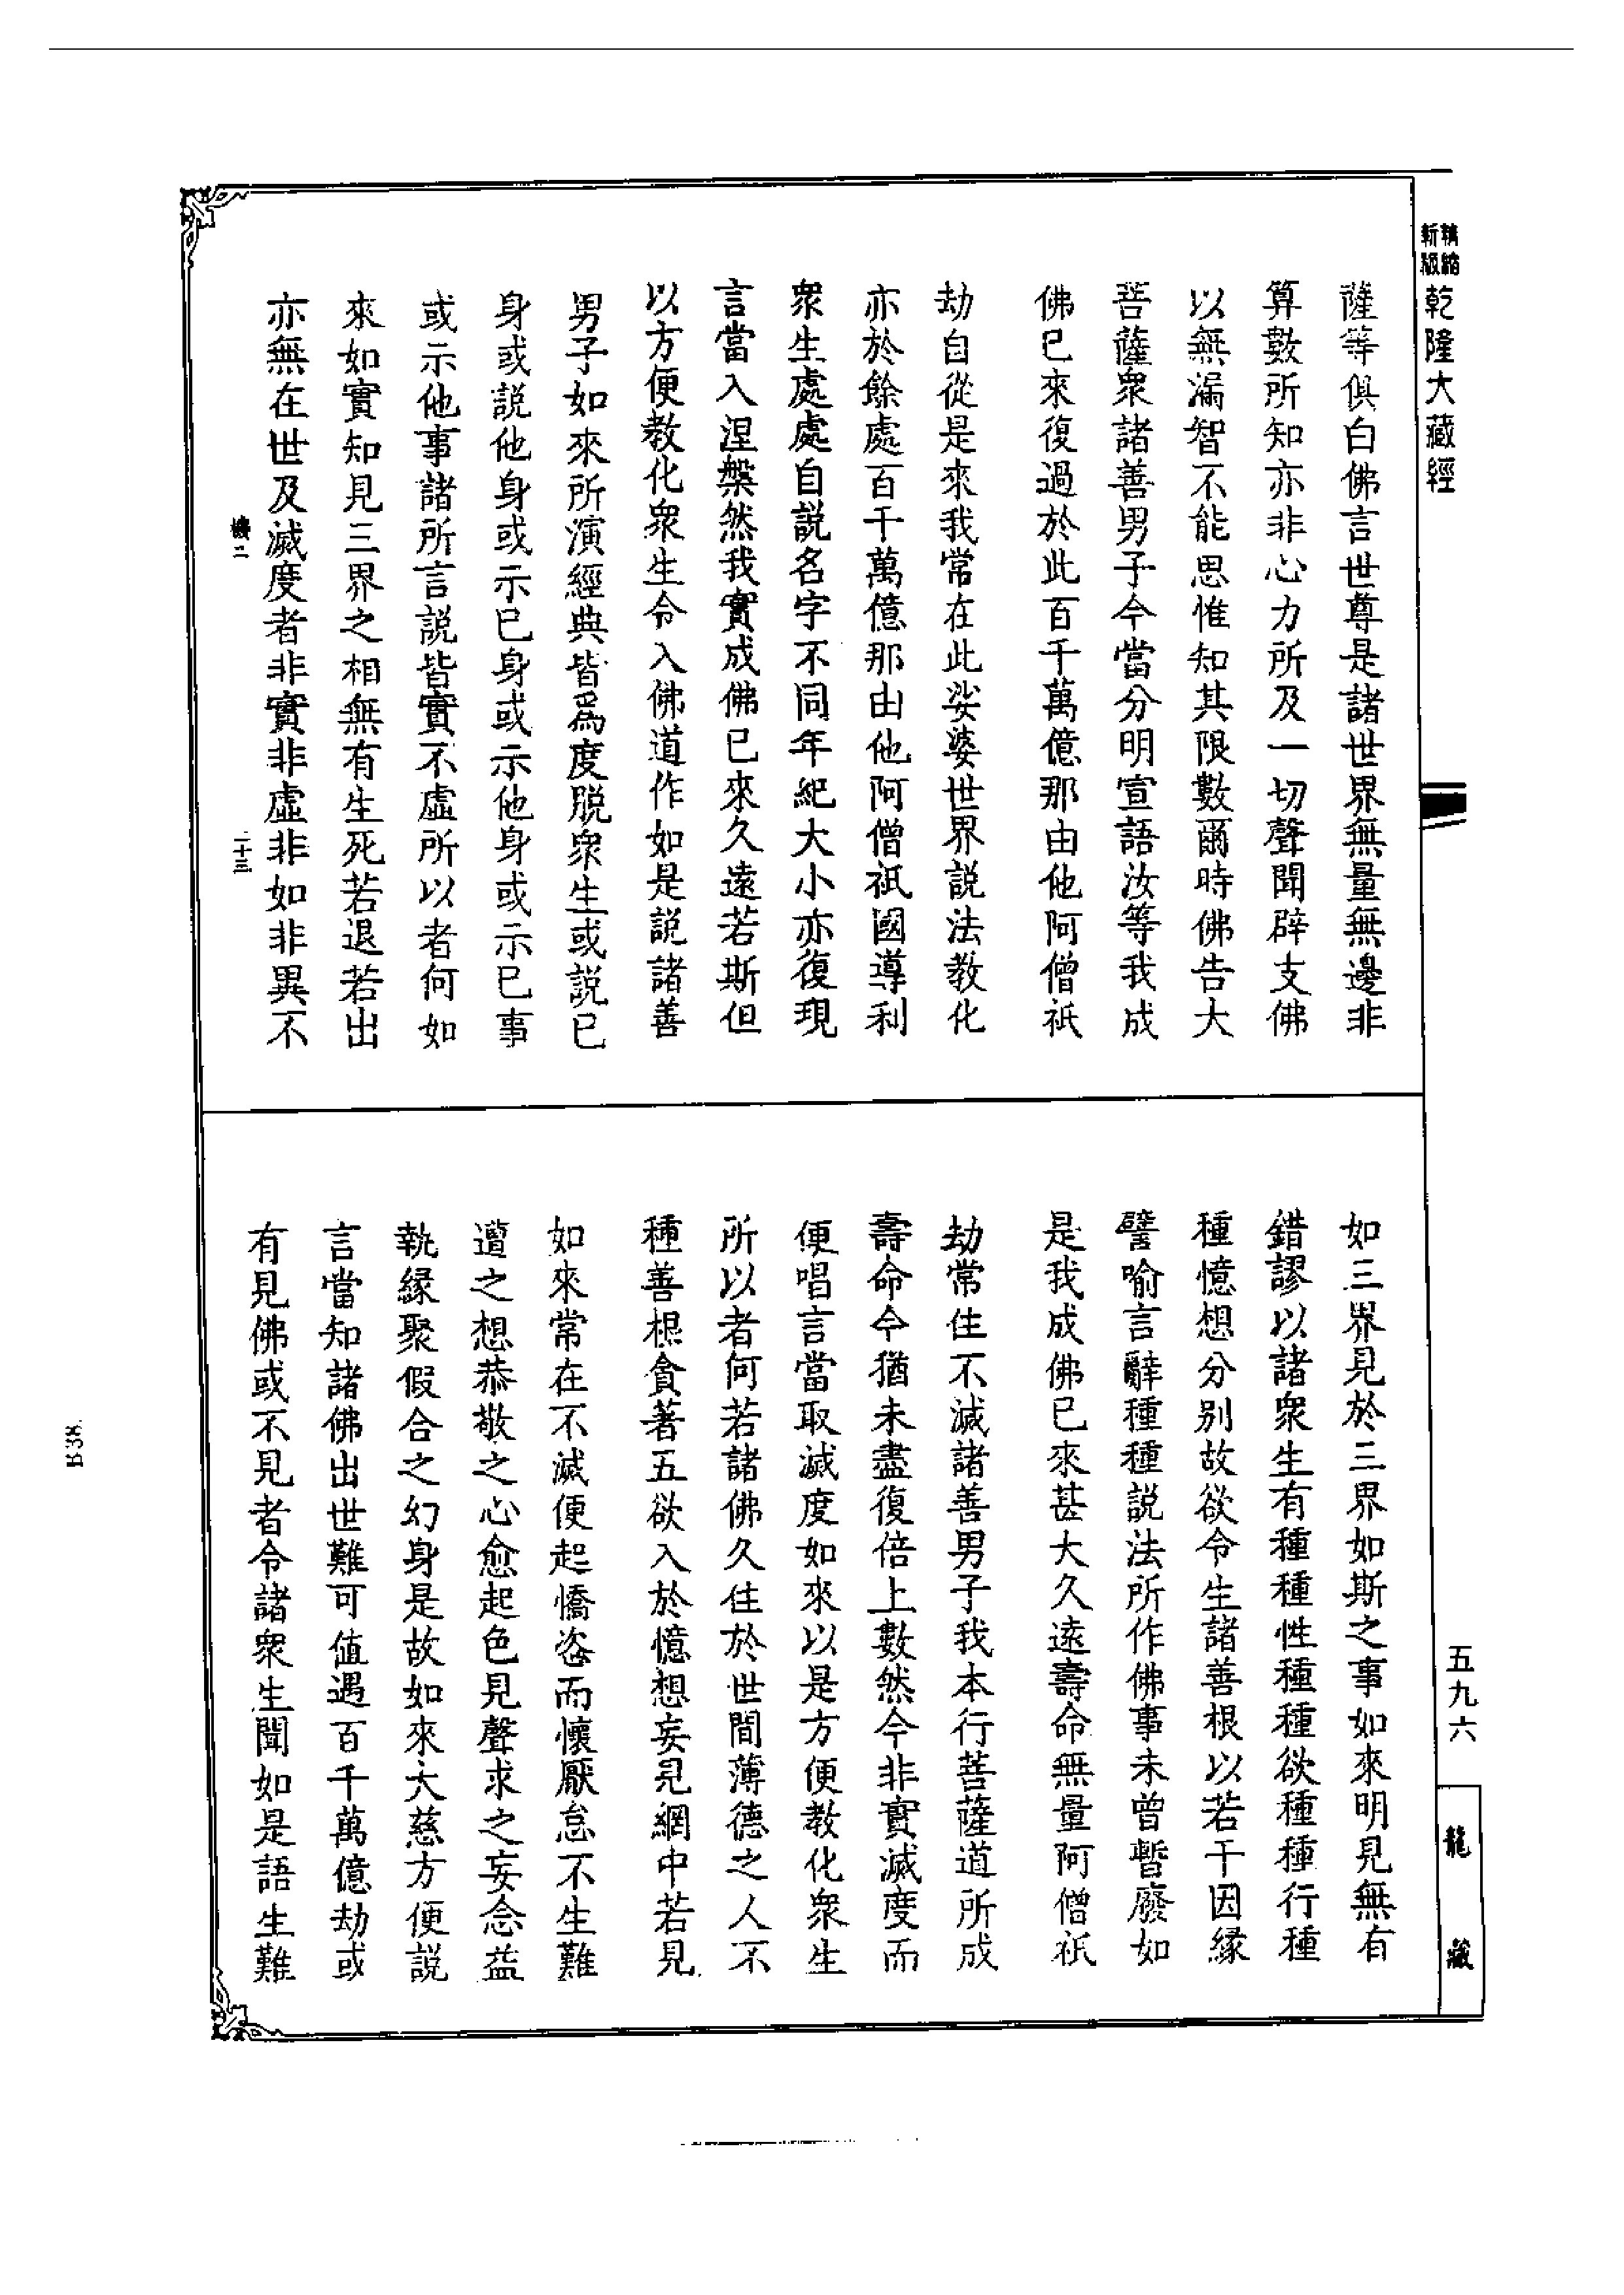 精縮
新版
乾隆大藏經
薩等俱白佛言世尊是諸世界無量無邊非
算數所知亦非心力所及一切聲聞辟支佛
以無漏智不能思惟知其限數爾時佛告大
菩薩衆諸善男子今當分明宣語汝等我成
佛已來復過於此百千萬億那由他阿僧祇
劫自從是來我常在此娑婆世界説法教化
亦於餘處百千萬億那由他阿僧祇國導利
衆生處處自説名字不同年紀大小亦復現
言當入涅槃然我實成佛已來久遠若斯但
以方便教化衆生令入佛道作如是説諸善
男子如來所演經典皆爲度脱衆生或説已
身或説他身或示已身或示他身或示已事
或示他事諸所言説皆實不虛所以者何如
來如實知見三界之相無有生死若退若出
亦無在世及滅度者非實非虛非如非異不
二十三
如三界見於三界如斯之事如來明見無有
錯謬以諸衆生有種種性種種欲種種行種
種憶想分别故欲令生諸善根以若干因緣
譬喻言辭種種説法所作佛事未曾暫廢如
是我成佛已來甚大久遠壽命無量阿僧祇
劫常住不滅諸善男子我本行菩薩道所成
壽命今猶未盡復倍上數然今非實滅度而
便唱言當取滅度如來以是方便教化衆生
所以者何若諸佛久住於世間薄德之人不
種善根貪著五欲入於憶想妄見網中若見
如來常在不滅便起憍恣而懷厭怠不生難
遭之想恭敬之心愈起色見聲求之妄念益
執緣聚假合之幻身是故如來大慈方便説
言當知諸佛出世難可值遇百千萬億劫或
有見佛或不見者令諸衆生聞如是語生難
五九六
龍藏